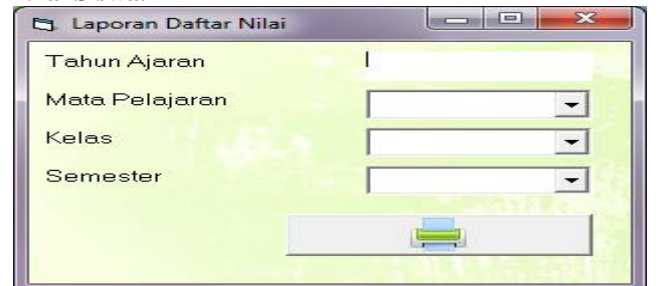 Laporan Daftar Nilai
Tahun Ajaran
Mata Pelajaran
Kelas
Semester